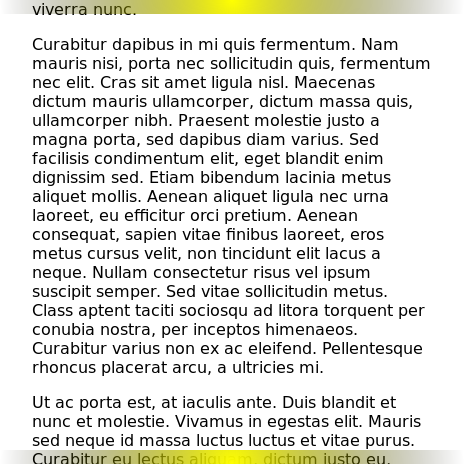 viverra nunc.
Curabitur dapibus in mi quis fermentum. Nam
mauris nisi, porta nec sollicitudin quis, fermentum
nec elit. Cras sit amet ligula nisl. Maecenas
dictum mauris ullamcorper, dictum massa quis,
ullamcorper nibh. Praesent molestie justo a
magna porta, sed dapibus diam varius. Sed
facilisis condimentum elit, eget blandit enim
dignissim sed. Etiam bibendum lacinia metus
aliquet mollis. Aenean aliquet ligula nec urna
laoreet, eu efficitur orci pretium. Aenean
consequat, sapien vitae finibus laoreet, eros
metus cursus velit, non tincidunt elit lacus a
neque. Nullam consectetur risus vel ipsum
suscipit semper. Sed vitae sollicitudin metus.
Class aptent taciti sociosqu ad litora torquent per
conubia nostra, per inceptos himenaeos.
Curabitur varius non ex ac eleifend. Pellentesque
rhoncus placerat arcu, a ultricies mi.
Ut ac porta est, at iaculis ante. Duis blandit et
nunc et molestie. Vivamus in egestas elit. Mauris
sed neque id massa luctus luctus et vitae purus.
Curabitur eu lectus aliquam, dictum justo eu,